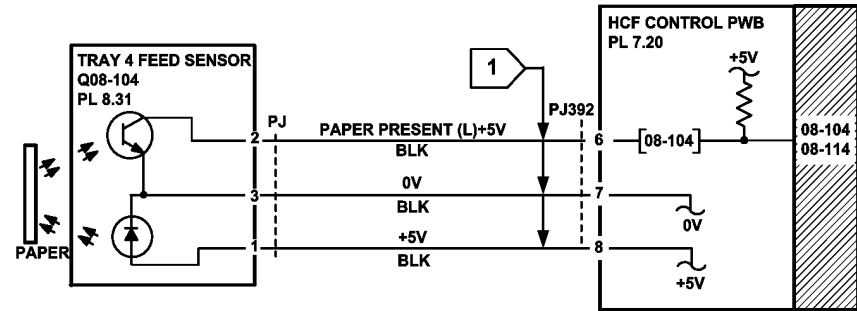 TRAY 4 FEED SENSOR
Q08-104
PL 8.31
PAPER
2
3
1
PJ
PAPER PRESENT (L)+5V
BLK
0V
BLK
+5V
BLK
1
PJ392
HCF CONTROL PWB
PL 7.20
+5V
6
7
8
[08-104]
0V
+5V
08-104
08-114